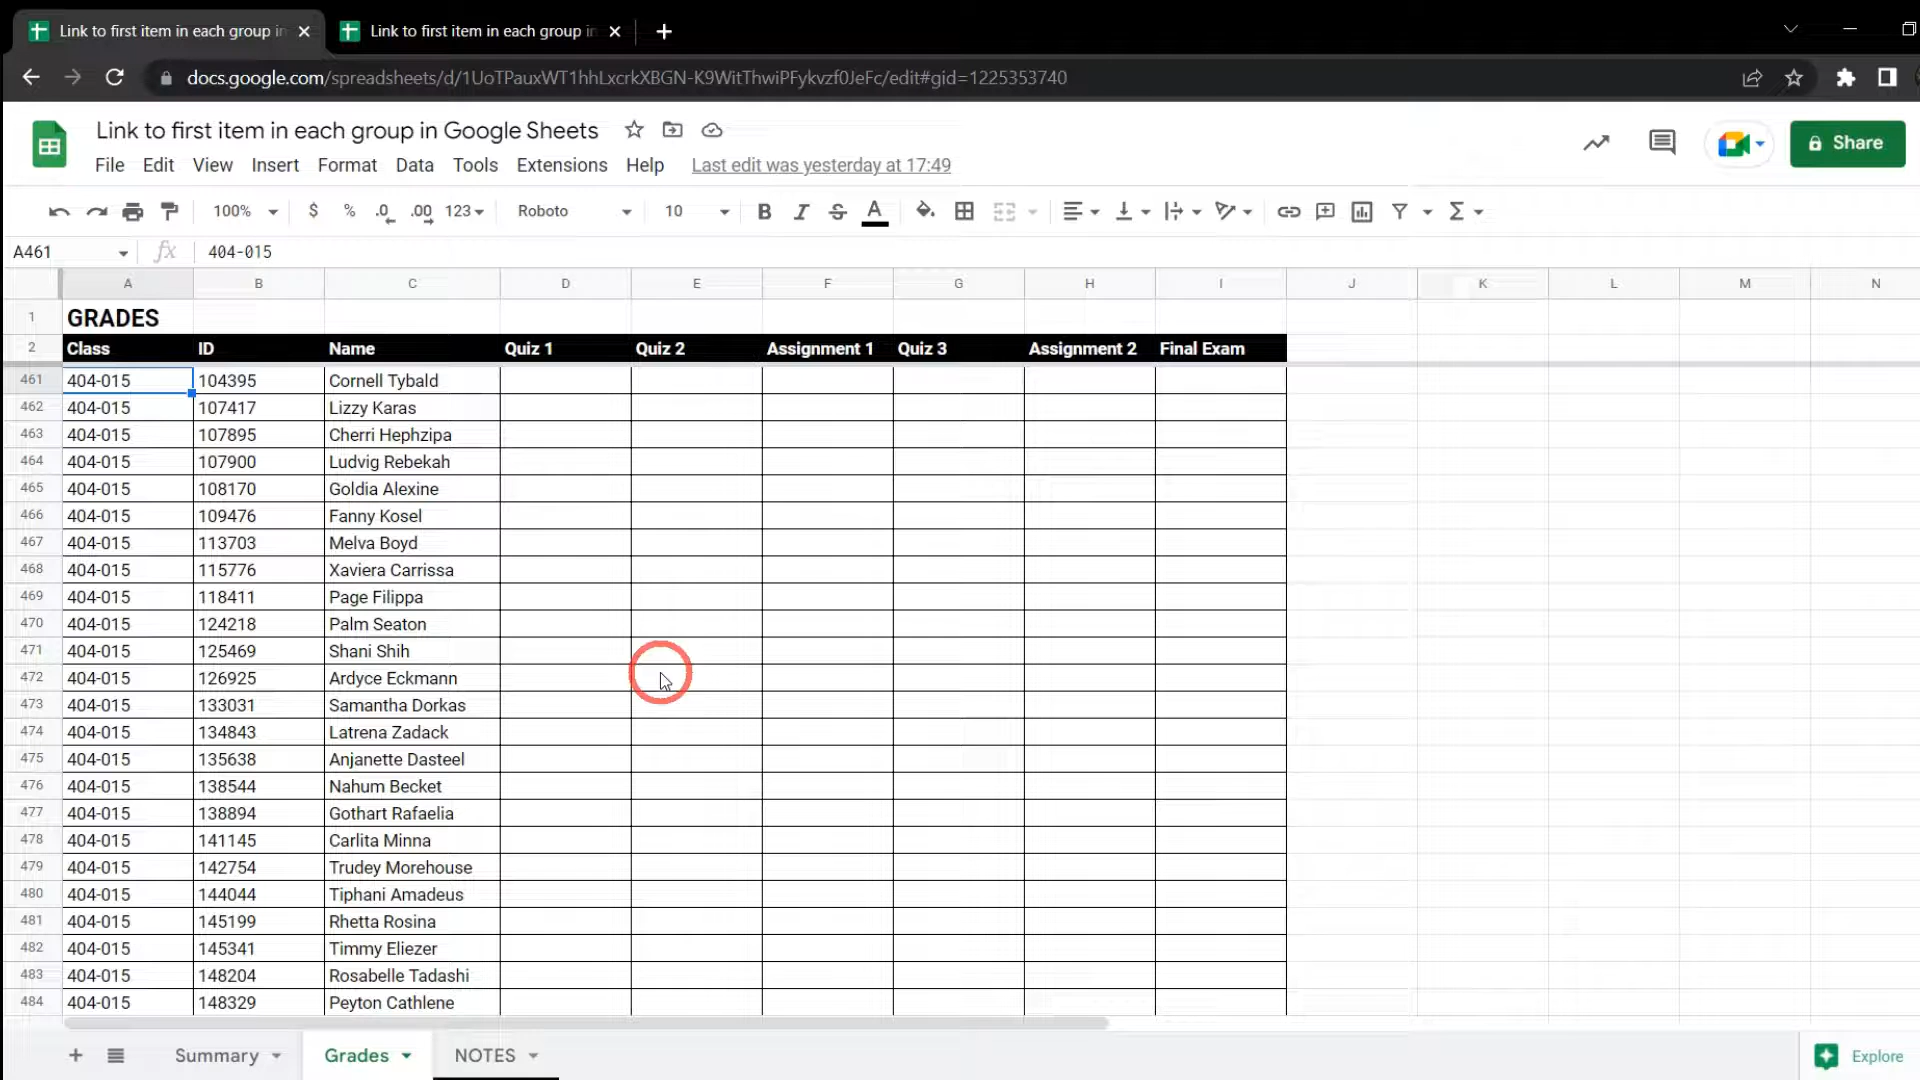 Link to first item in each group in
Link to first item in each group in
docs.google.com/spreadsheets/d/1UoTPauxWT1hhLxcrkXBGN-K9WitThwiPFykvzf0JeFc/edit#gid=1225353740
Link to first item in each group in Google Sheets
File Edit View Insert Format Data Tools Extensions Help Last edit was yesterday at 17:49
Share
100% $ % .0 .00 123 Roboto 10 B I S A
A461 fx 404-015
A B C D E F G H I J K L M N
1 GRADES
2 Class ID Name Quiz 1 Quiz 2 Assignment 1 Quiz 3 Assignment 2 Final Exam
461 404-015 104395 Cornell Tybald
462 404-015 107417 Lizzy Karas
463 404-015 107895 Cherri Hephzipa
464 404-015 107900 Ludvig Rebekah
465 404-015 108170 Goldia Alexine
466 404-015 109476 Fanny Kosel
467 404-015 113703 Melva Boyd
468 404-015 115776 Xaviera Carrissa
469 404-015 118411 Page Filippa
470 404-015 124218 Palm Seaton
471 404-015 125469 Shani Shih
472 404-015 126925 Ardyce Eckmann
473 404-015 133031 Samantha Dorkas
474 404-015 134843 Latrena Zadack
475 404-015 135638 Anjanette Dasteel
476 404-015 138544 Nahum Becket
477 404-015 138894 Gothart Rafaelia
478 404-015 141145 Carlita Minna
479 404-015 142754 Trudey Morehouse
480 404-015 144044 Tiphani Amadeus
481 404-015 145199 Rhetta Rosina
482 404-015 145341 Timmy Eliezer
483 404-015 148204 Rosabelle Tadashi
484 404-015 148329 Peyton Cathlene
Summary Grades NOTES Explore